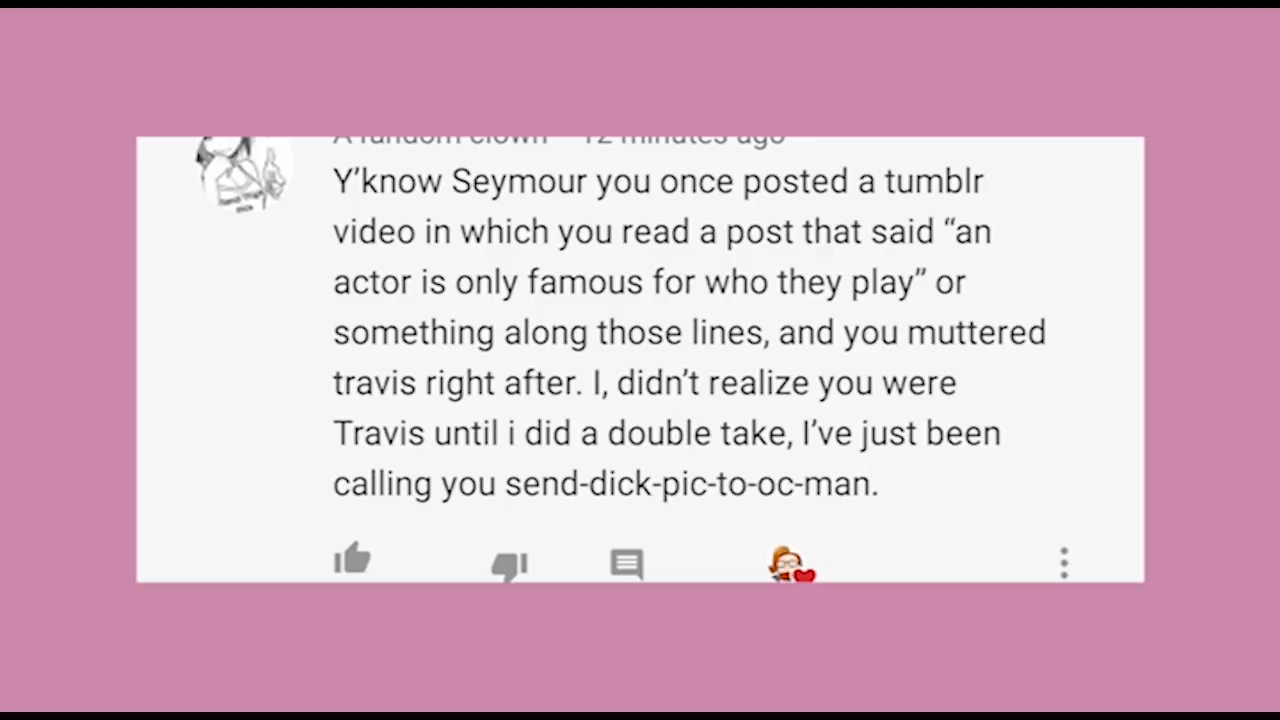 A random clown 12 minutes ago
Y’know Seymour you once posted a tumblr
video in which you read a post that said “an
actor is only famous for who they play” or
something along those lines, and you muttered
travis right after. I, didn’t realize you were
Travis until i did a double take, I’ve just been
calling you send-dick-pic-to-oc-man.